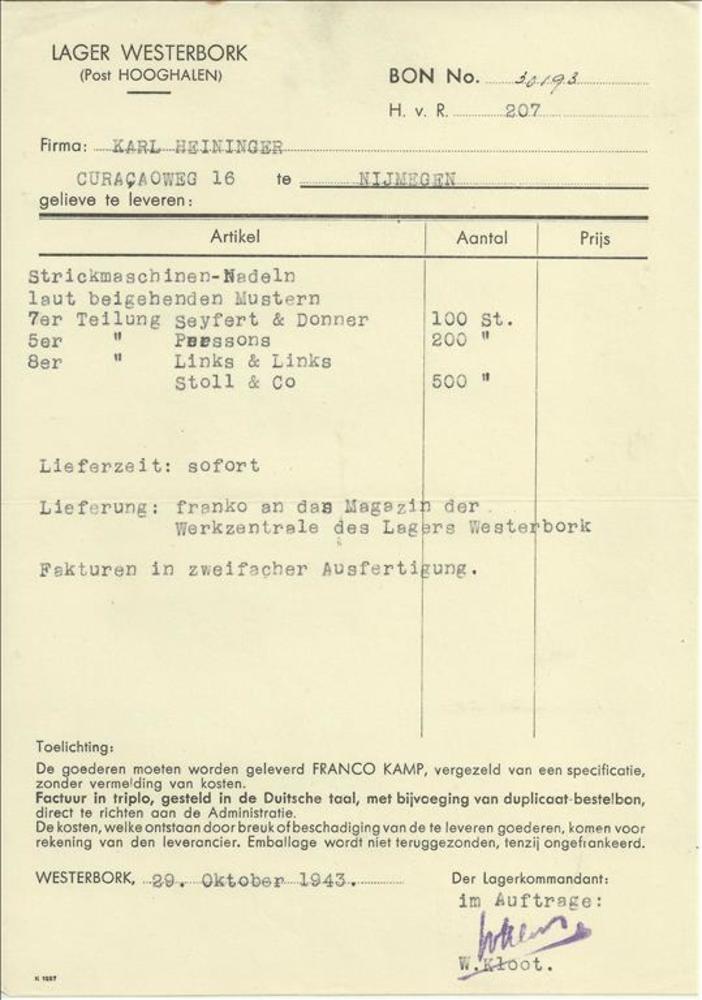 LAGER WESTERBORK
(Post HOOGHALEN)
BON No. 30193
H. v. R. 207
Firma: KARL HEININGER
CURAÇAOWEG 16 te NIJMEGEN
gelieve te leveren:
Artikel Aantal Prijs
Strickmaschinen-Nadeln
laut beigehenden Mustern
7er Teilung Seyfert & Donner 100 St.
5er " Perssons 200 "
8er " Links & Links
Stoll & Co 500 "
Lieferzeit: sofort
Lieferung: franko an das Magazin der
Werkzentrale des Lagers Westerbork
Fakturen in zweifacher Ausfertigung.
Toelichting:
De goederen moeten worden geleverd FRANCO KAMP, vergezeld van een specificatie,
zonder vermelding van kosten.
Factuur in triplo, gesteld in de Duitsche taal, met bijvoeging van duplicaat-bestelbon,
direct te richten aan de Administratie.
De kosten, welke ontstaan door breuk of beschadiging van de te leveren goederen, komen voor
rekening van den leverancier. Emballage wordt niet teruggezonden, tenzij ongefrankeerd.
WESTERBORK, 29. Oktober 1943.
Der Lagerkommandant:
im Auftrage:
W. Kloot.